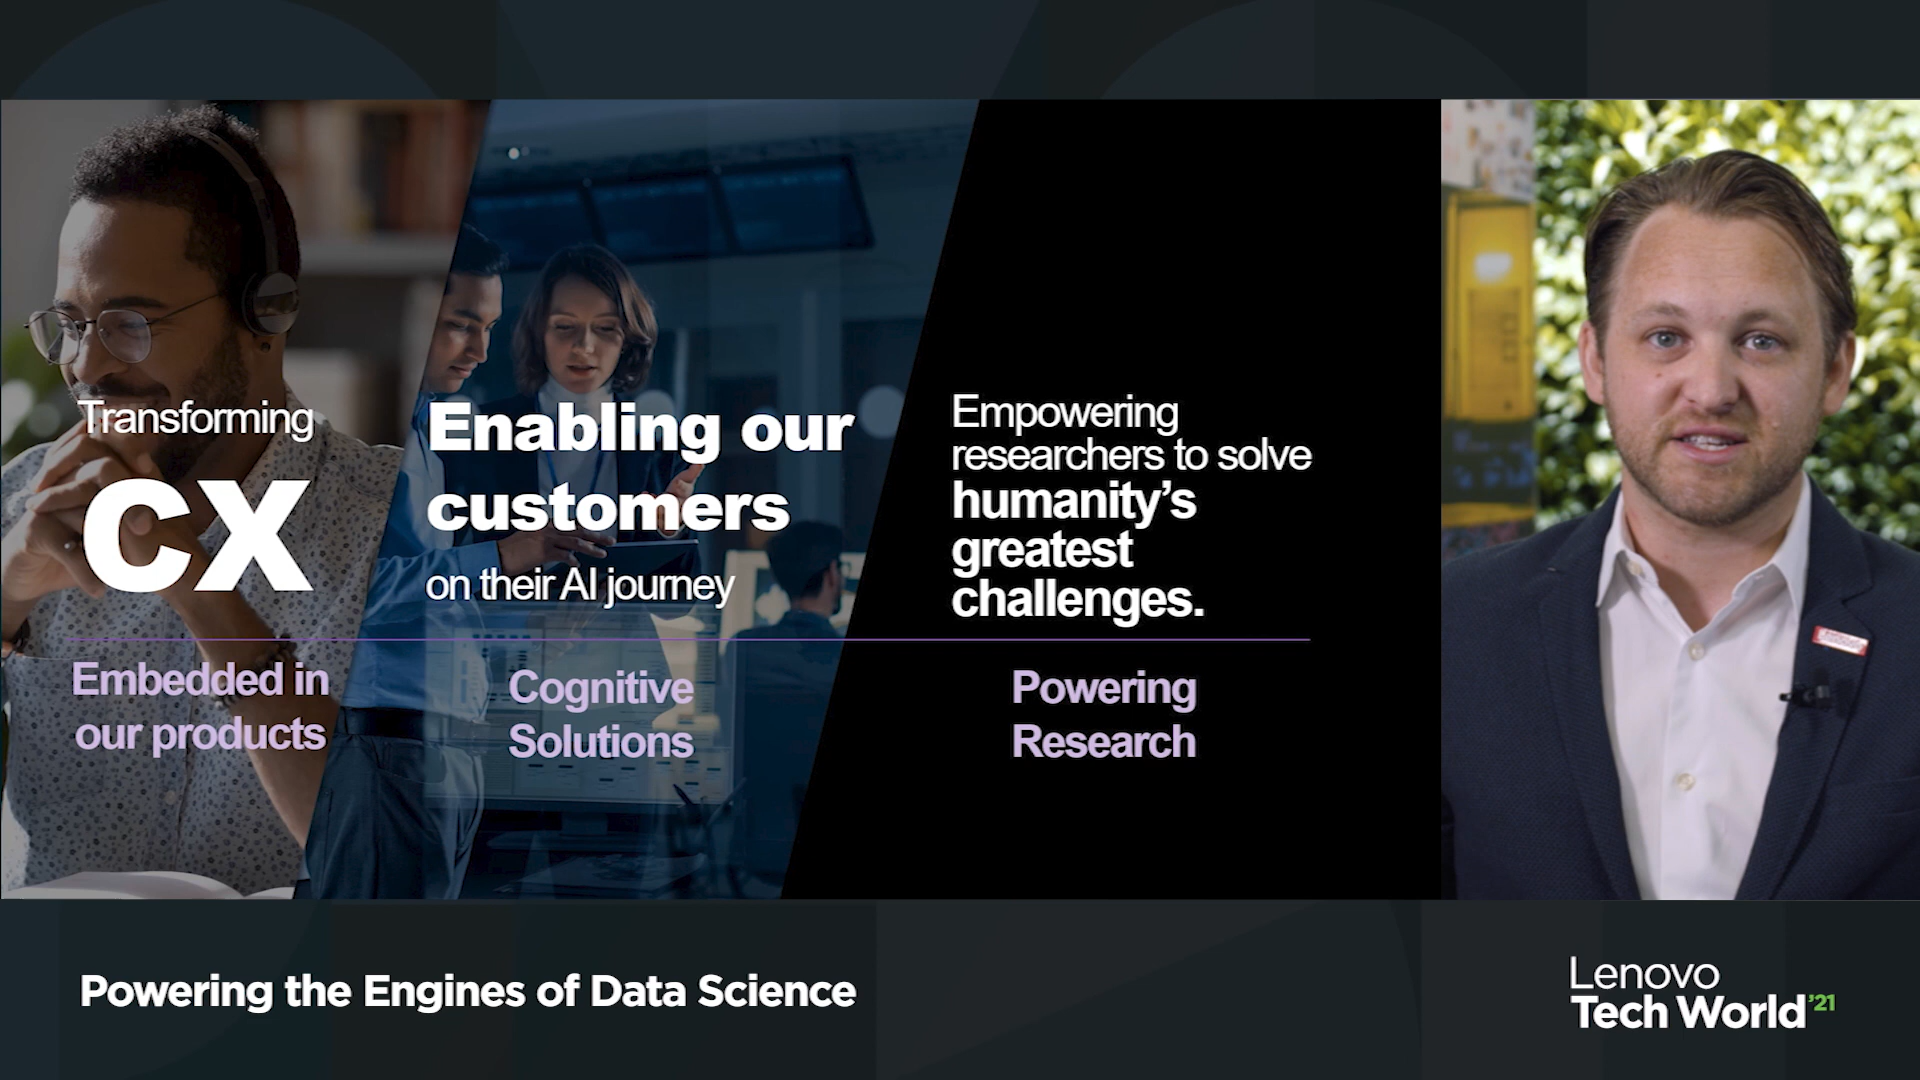 Transforming
CX
Embedded in
our products
Enabling our
customers
on their AI journey
Cognitive
Solutions
Empowering
researchers to solve
humanity’s
greatest
challenges.
Powering
Research
Powering the Engines of Data Science
Lenovo
Tech World ’21